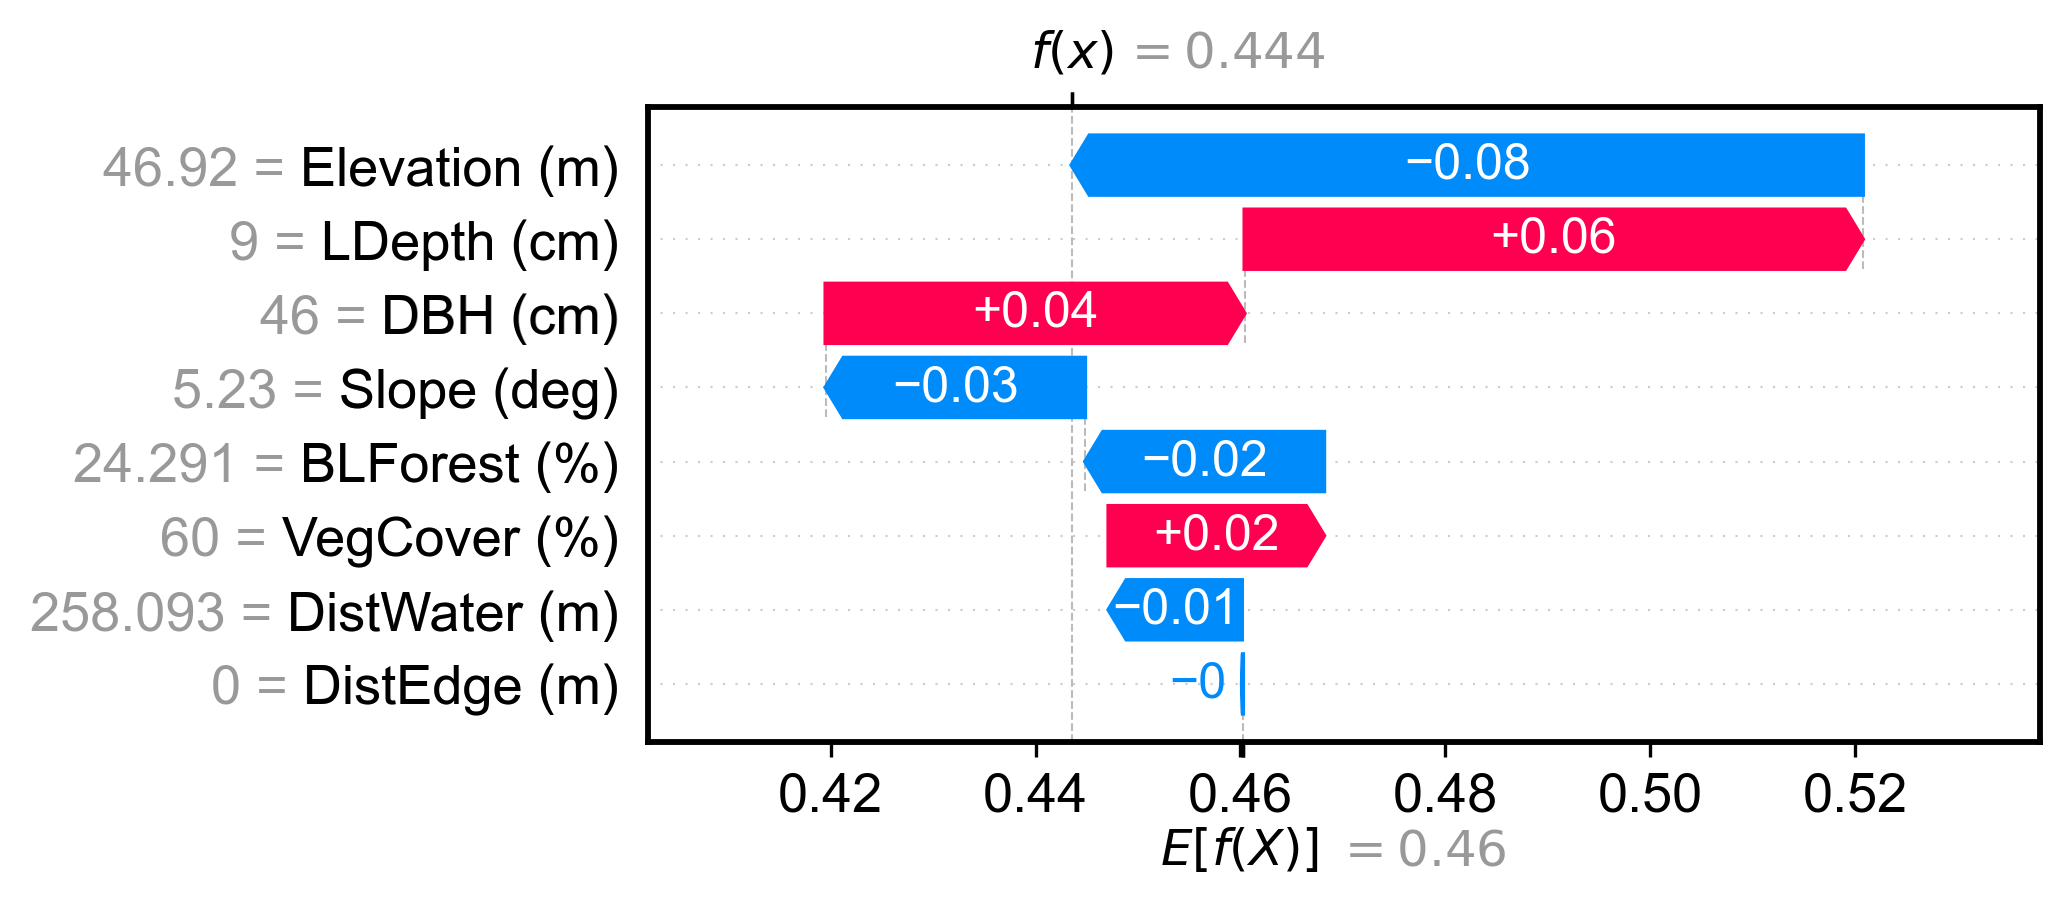 f(x) = 0.444
46.92 = Elevation (m) −0.08
9 = LDepth (cm) +0.06
46 = DBH (cm) +0.04
5.23 = Slope (deg) −0.03
24.291 = BLForest (%) −0.02
60 = VegCover (%) +0.02
258.093 = DistWater (m) −0.01
0 = DistEdge (m) −0
0.42 0.44 0.46 0.48 0.50 0.52
E[f(X)] = 0.46